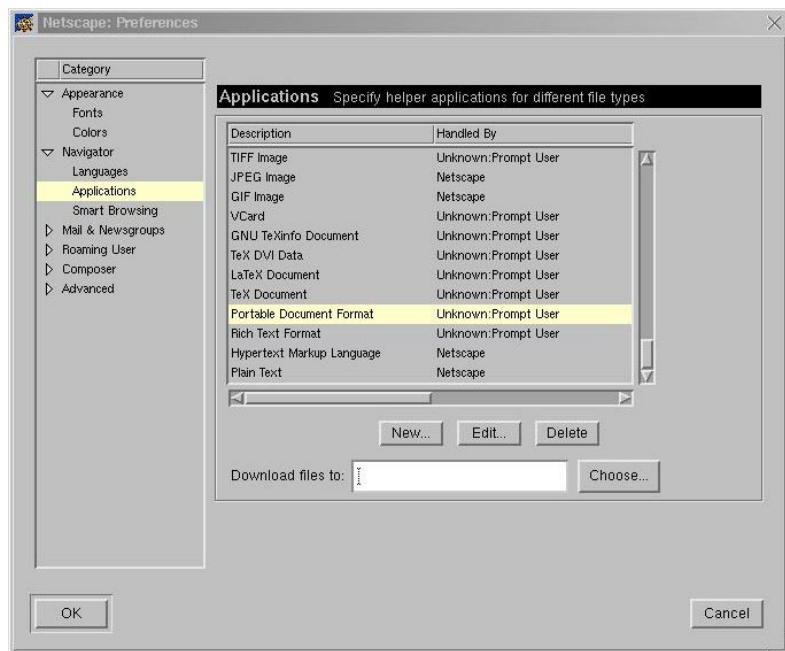 Netscape: Preferences
Category
Appearance
Fonts
Colors
Navigator
Languages
Applications
Smart Browsing
Mail & Newsgroups
Roaming User
Composer
Advanced
Applications Specify helper applications for different file types
Description Handled By
TIFF Image Unknown:Prompt User
JPEG Image Netscape
GIF Image Netscape
VCard Unknown:Prompt User
GNU TeXinfo Document Unknown:Prompt User
TeX DVI Data Unknown:Prompt User
LaTeX Document Unknown:Prompt User
TeX Document Unknown:Prompt User
Portable Document Format Unknown:Prompt User
Rich Text Format Unknown:Prompt User
Hypertext Markup Language Netscape
Plain Text Netscape
New... Edit... Delete
Download files to: Choose...
OK Cancel